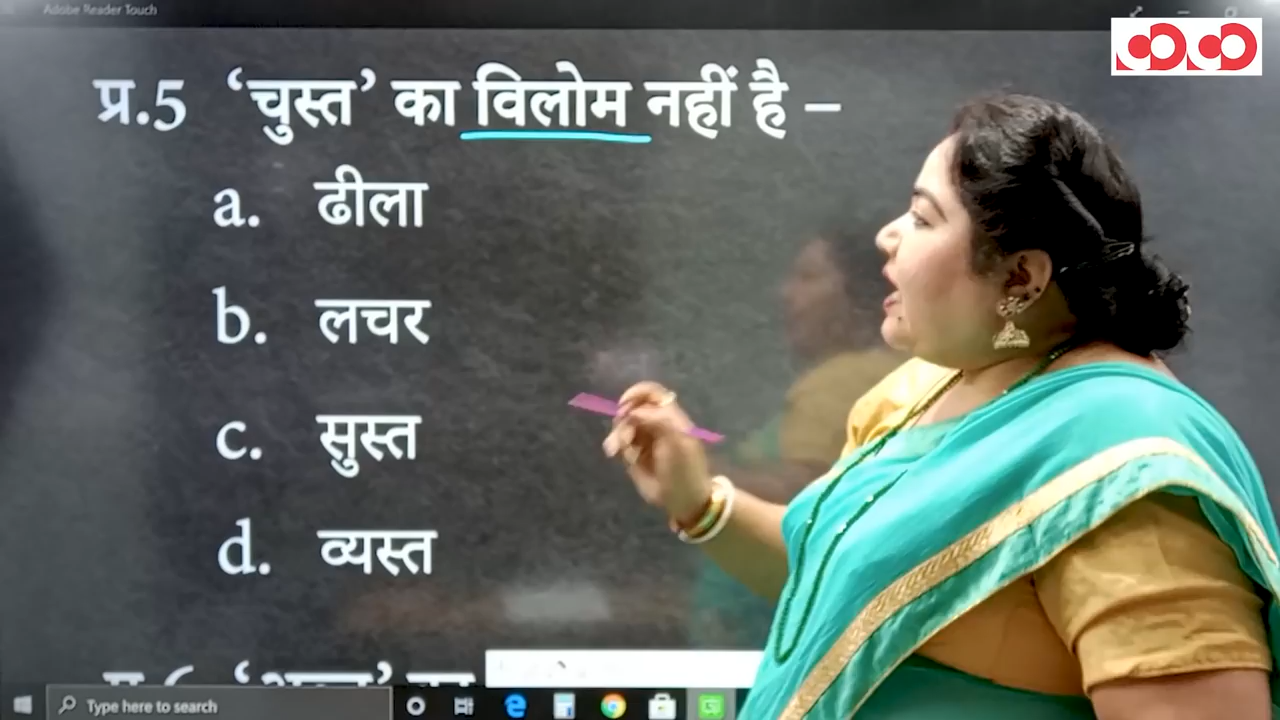 Adobe Reader Touch
प्र.5 ‘चुस्त’ का विलोम नहीं है –
a. ढीला
b. लचर
c. सुस्त
d. व्यस्त
Type here to search